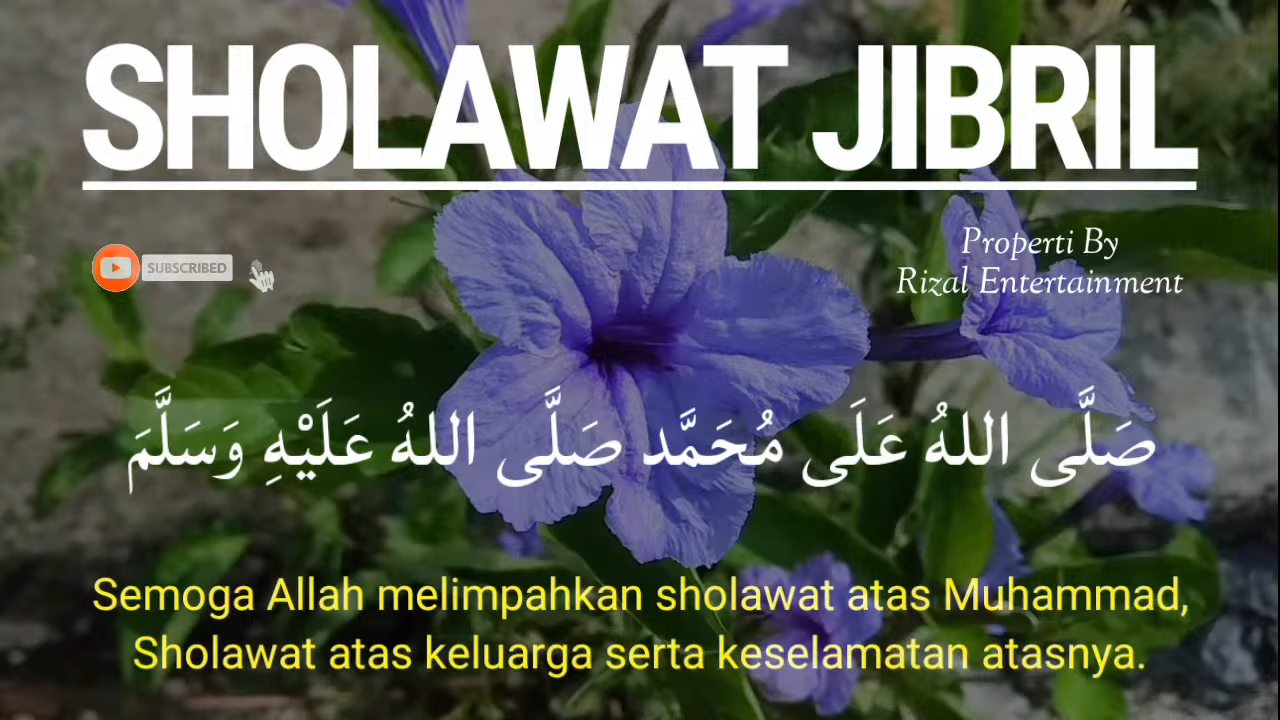 SHOLAWAT JIBRIL
Properti By
Rizal Entertainment
SUBSCRIBED
صَلَّى اللهُ عَلَى مُحَمَّد صَلَّى اللهُ عَلَيْهِ وَسَلَّمَ
Semoga Allah melimpahkan sholawat atas Muhammad,
Sholawat atas keluarga serta keselamatan atasnya.